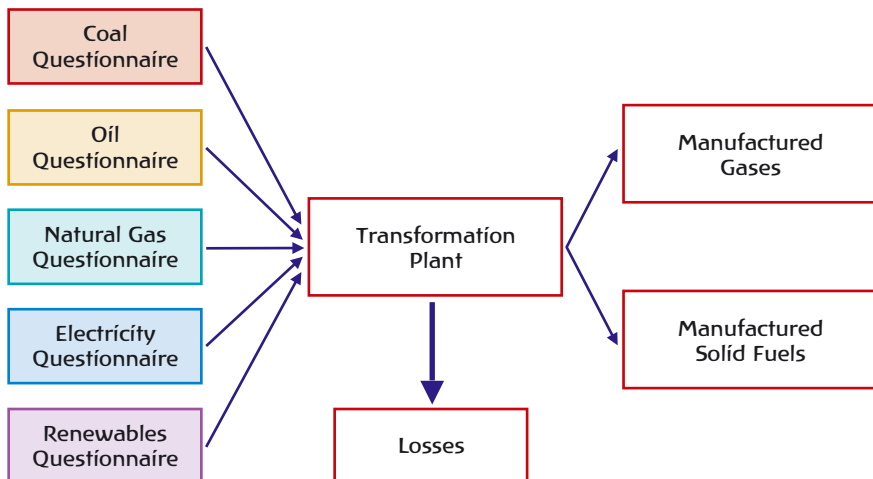 Coal
Questionnaire
Oil
Questionnaire
Natural Gas
Questionnaire
Electricity
Questionnaire
Renewables
Questionnaire
Transformation
Plant
Losses
Manufactured
Gases
Manufactured
Solid Fuels